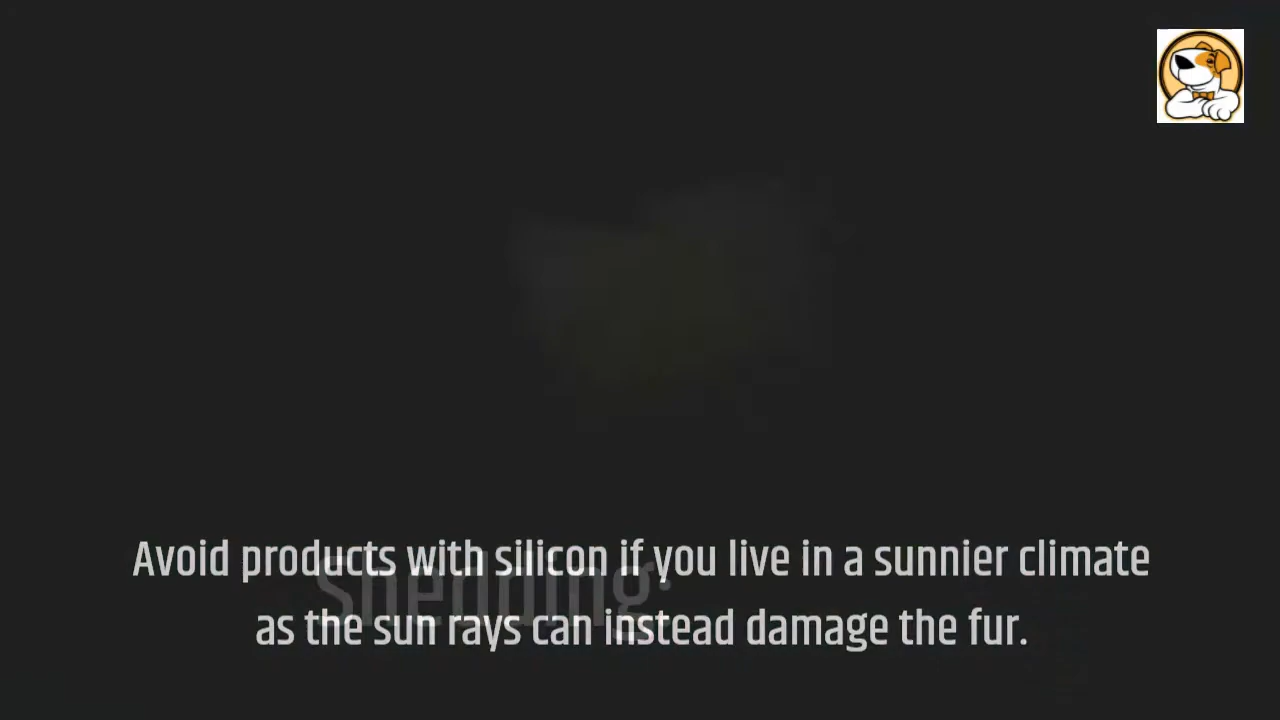 Avoid products with silicon if you live in a sunnier climate
as the sun rays can instead damage the fur.
Shedding: